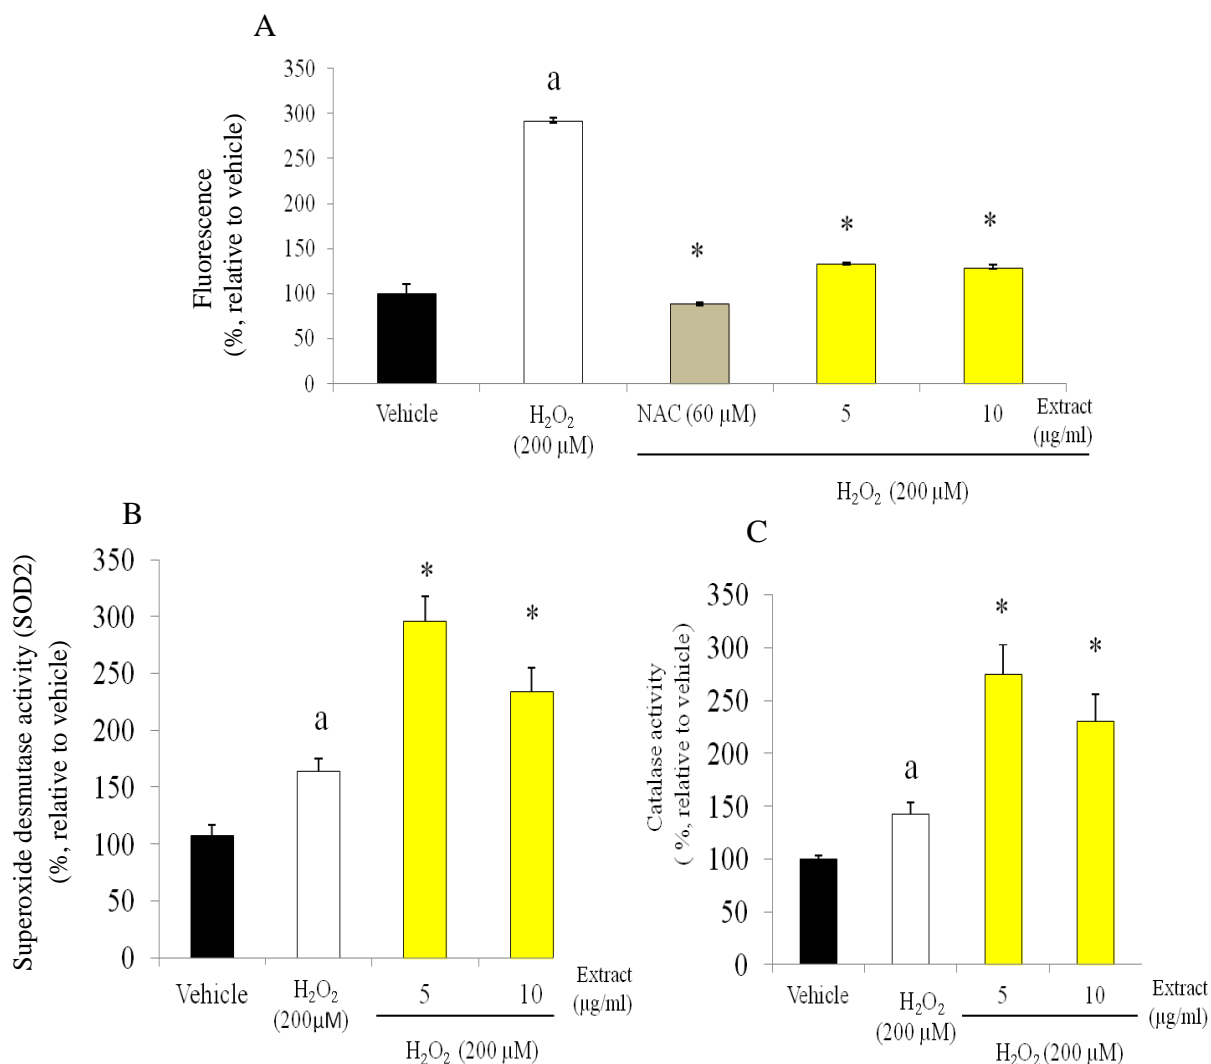 A
Fluorescence
(%, relative to vehicle)
350
300
250
200
150
100
50
0
a
*
*
*
Vehicle
H₂O₂
(200 µM)
NAC (60 µM)
5
10
Extract
(µg/ml)
H₂O₂ (200 µM)
B
Superoxide desmutase activity (SOD2)
(%, relative to vehicle)
350
300
250
200
150
100
50
0
a
*
*
Vehicle
H₂O₂
(200µM)
5
10
Extract
(µg/ml)
H₂O₂ (200 µM)
C
Catalase activity
( %, relative to vehicle)
350
300
250
200
150
100
50
0
a
*
*
Vehicle
H₂O₂
(200 µM)
5
10
Extract
(µg/ml)
H₂O₂ (200 µM)